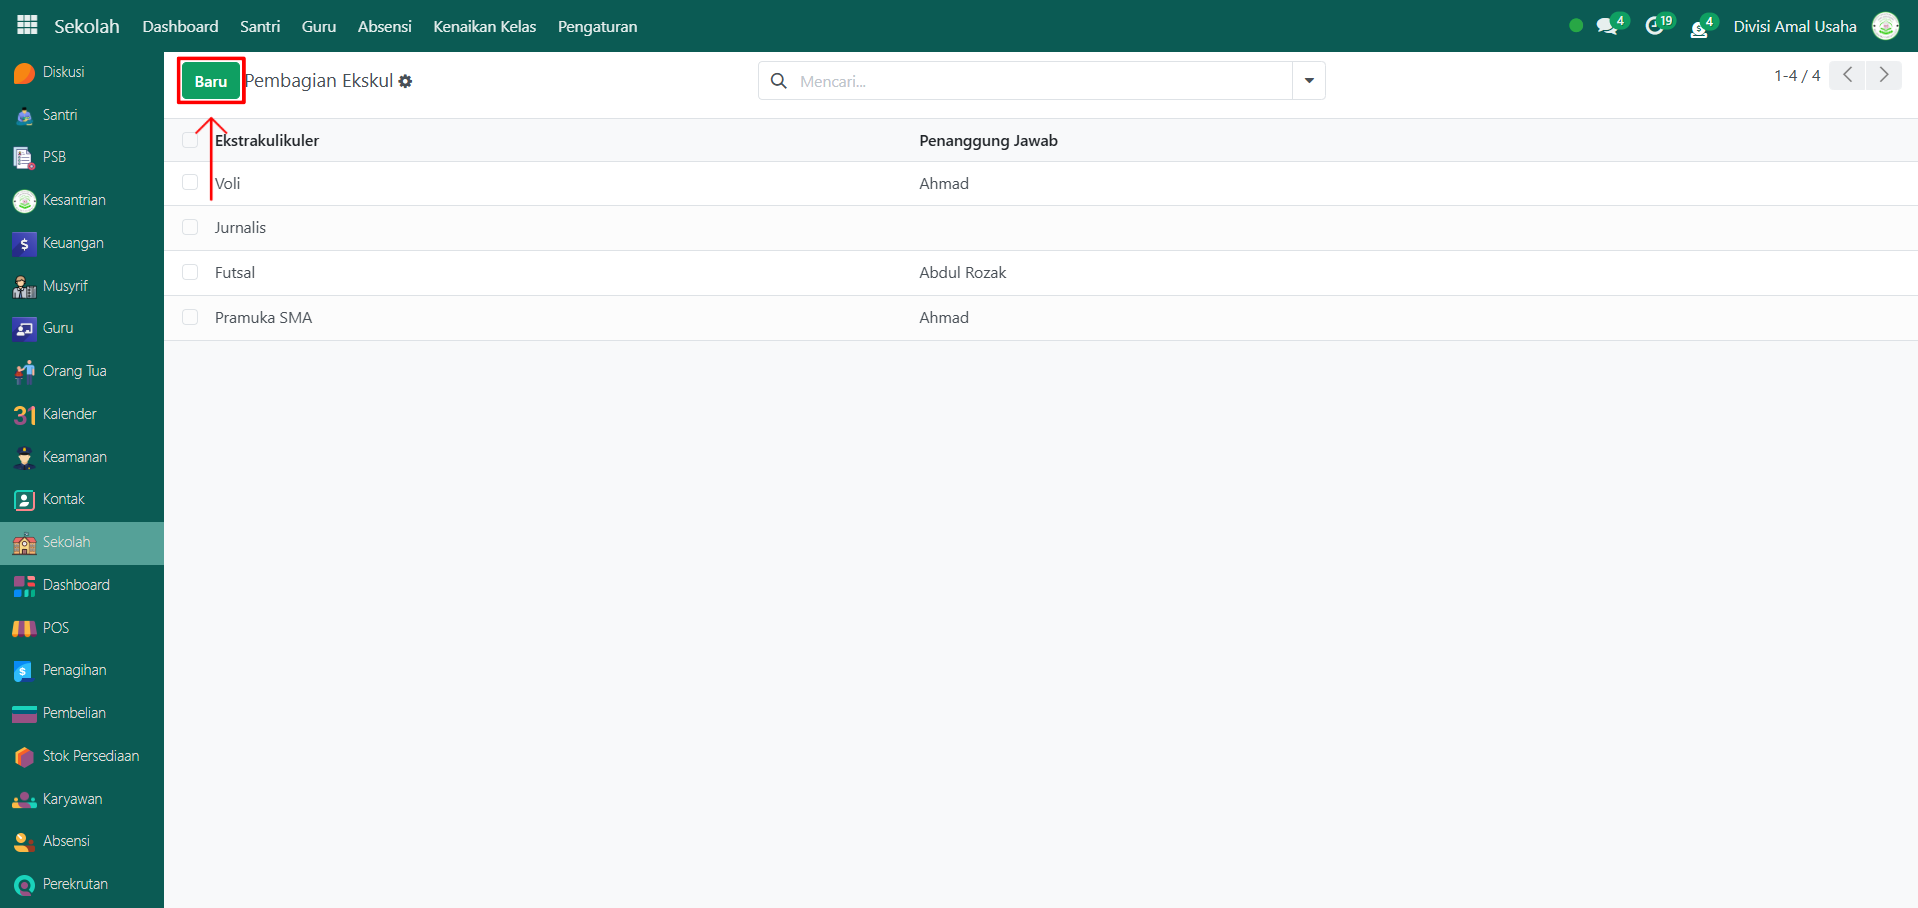 Sekolah Dashboard Santri Guru Absensi Kenaikan Kelas Pengaturan 4 19 4 Divisi Amal Usaha
Baru Pembagian Ekskul Mencari... 1-4 / 4
Ekstrakulikuler Penanggung Jawab
Voli Ahmad
Jurnalis
Futsal Abdul Rozak
Pramuka SMA Ahmad
Diskusi
Santri
PSB
Kesantrian
Keuangan
Musyrif
Guru
Orang Tua
31 Kalender
Keamanan
Kontak
Sekolah
Dashboard
POS
Penagihan
Pembelian
Stok Persediaan
Karyawan
Absensi
Perekrutan